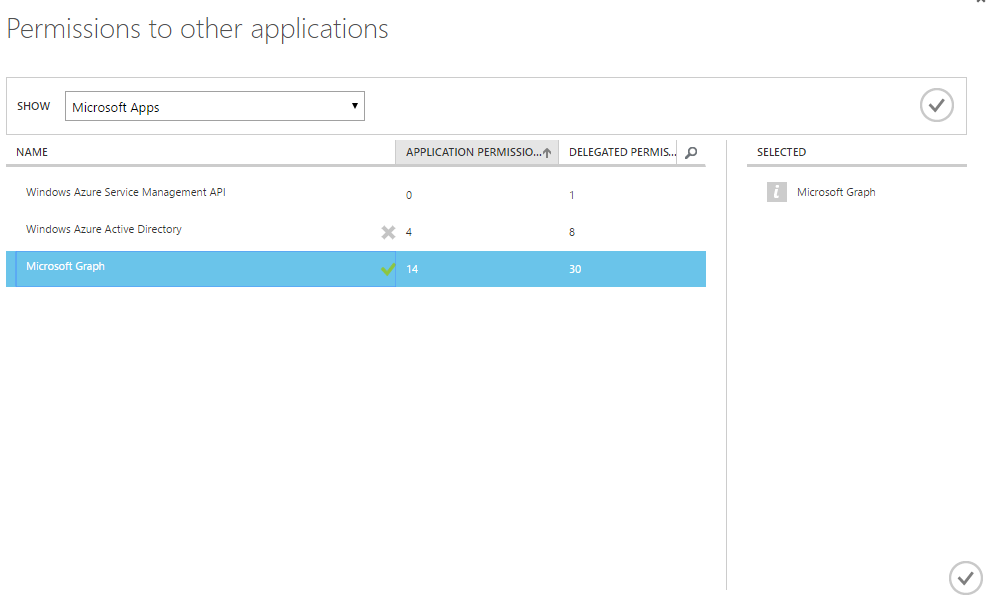 Permissions to other applications
SHOW Microsoft Apps
NAME APPLICATION PERMISSIO... DELEGATED PERMIS... SELECTED
Windows Azure Service Management API 0 1 Microsoft Graph
Windows Azure Active Directory 4 8
Microsoft Graph 14 30